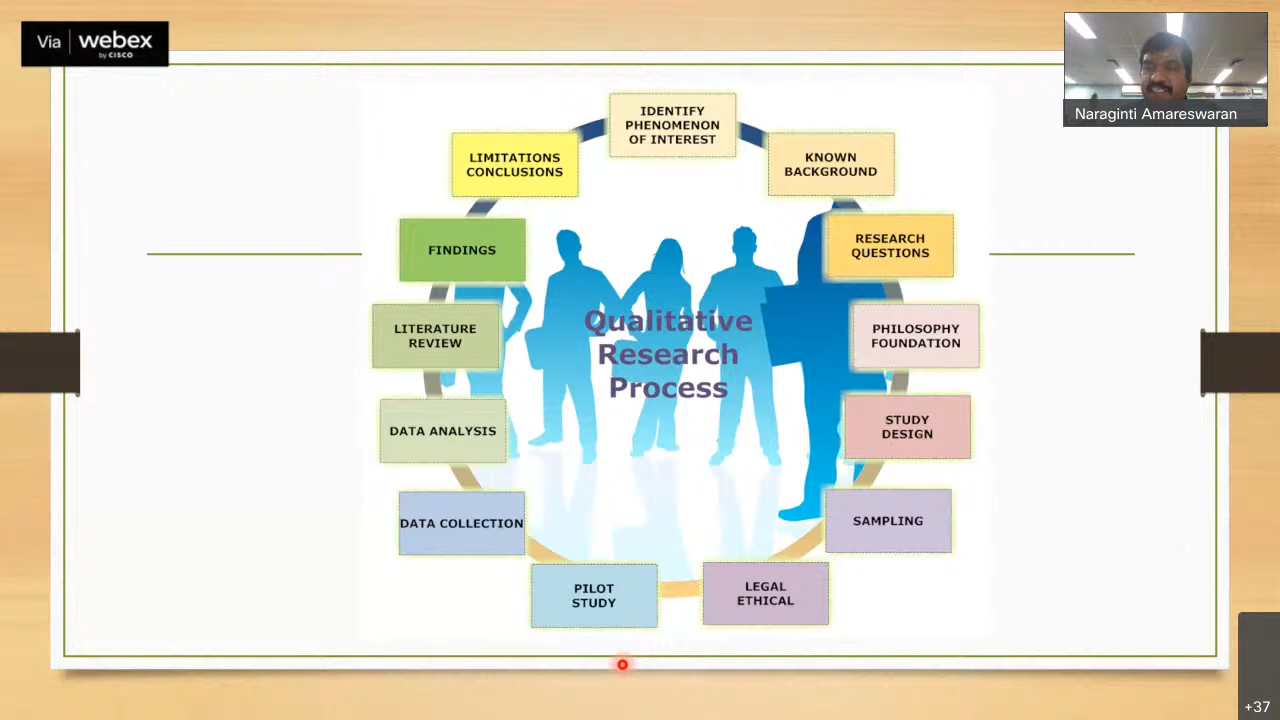 Via webex
by CISCO
Naraginti Amareswaran
IDENTIFY
PHENOMENON
OF INTEREST
KNOWN
BACKGROUND
RESEARCH
QUESTIONS
PHILOSOPHY
FOUNDATION
STUDY
DESIGN
SAMPLING
LEGAL
ETHICAL
PILOT
STUDY
DATA COLLECTION
DATA ANALYSIS
LITERATURE
REVIEW
FINDINGS
LIMITATIONS
CONCLUSIONS
Qualitative
Research
Process
+37